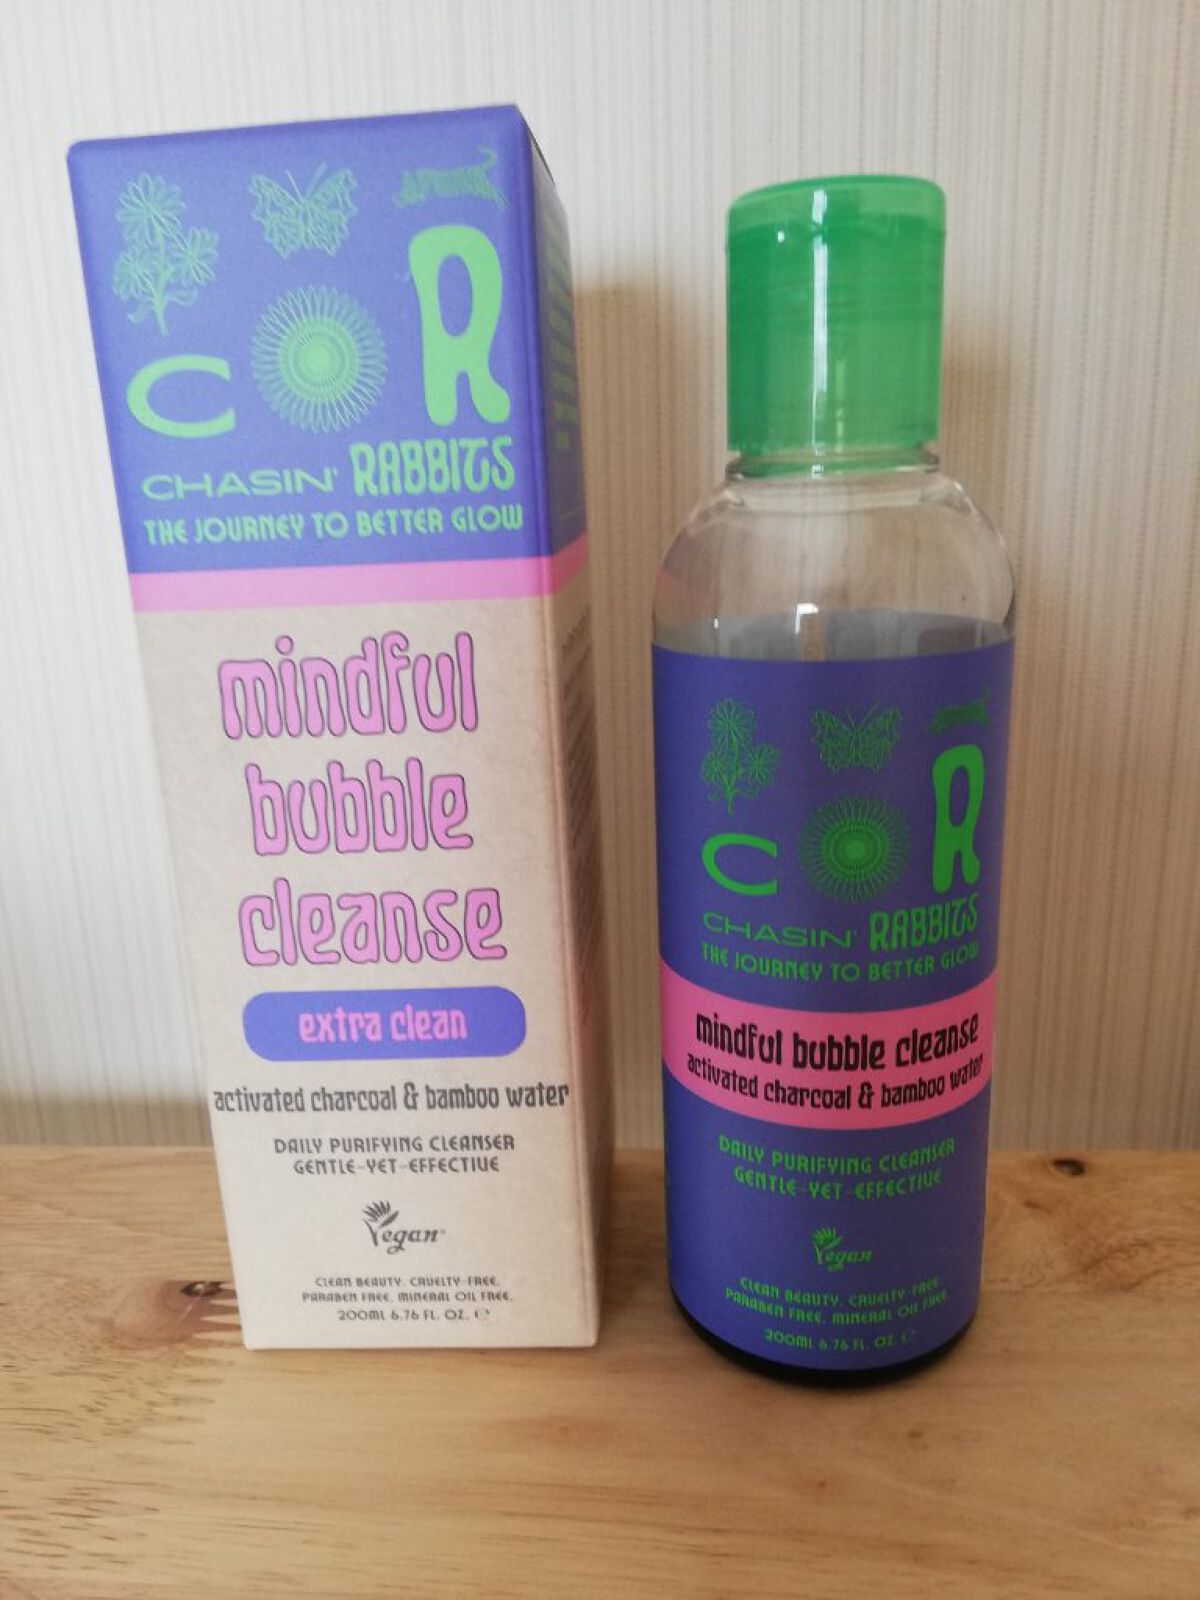 COR
CHASIN' RABBITS
THE JOURNEY TO BETTER GLOW
mindful
bubble
cleanse
extra clean
activated charcoal & bamboo water
DAILY PURIFYING CLEANSER
GENTLE-YET-EFFECTIVE
Vegan
CLEAN BEAUTY. CRUELTY-FREE.
PARABEN FREE. MINERAL OIL FREE.
200ML 6.76 FL. OZ. ℮
COR
CHASIN' RABBITS
THE JOURNEY TO BETTER GLOW
mindful bubble cleanse
activated charcoal & bamboo water
DAILY PURIFYING CLEANSER
GENTLE-YET-EFFECTIVE
Vegan
CLEAN BEAUTY. CRUELTY-FREE.
PARABEN FREE. MINERAL OIL FREE.
200ML 6.76 FL. OZ. ℮